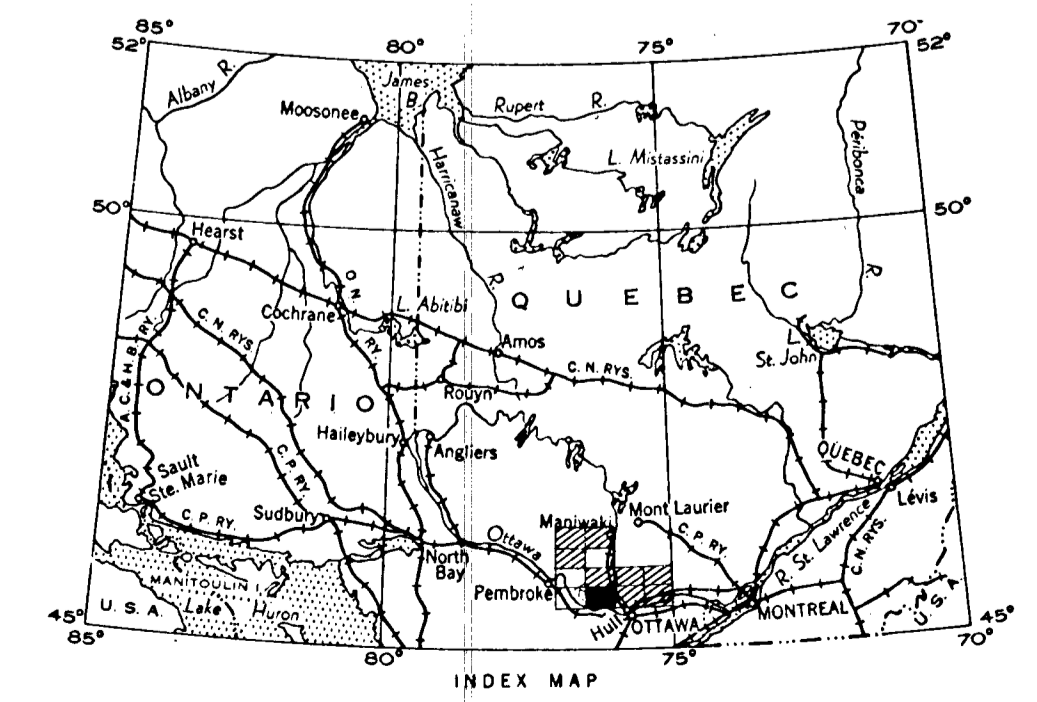 85°
80°
75°
70°
52°
52°
Albany R.
James
B.
Moosonee
Rupert R.
L. Mistassini
Péribonca
R.
Harricanaw
R.
50°
50°
Hearst
O.N.
RY.
L. Abitibi
Cochrane
QUEBEC
C. N. RYS.
Amos
L.
St. John
C. N. RYS.
A.C. & H. B. RY.
ONTARIO
Rouyn
Haileybury
Angliers
C. P. RY.
QUEBEC
Lévis
Sault
Ste. Marie
C. P. RY.
Sudbury
Mont Laurier
Maniwaki
C. P. RY
R. St. Lawrence
C. N. RYS.
Ottawa
North
Bay
MANITOULIN I.
Pembroke
U. S. A.
Lake Huron
Hull
OTTAWA
MONTREAL
U. S. A.
45°
45°
85°
80°
75°
70°
INDEX MAP